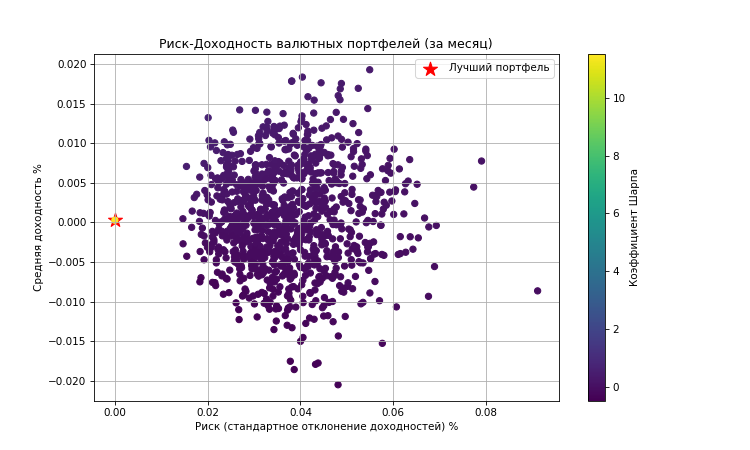 Риск-Доходность валютных портфелей (за месяц)
Лучший портфель
0.020
0.015
0.010
0.005
0.000
−0.005
−0.010
−0.015
−0.020
Средняя доходность %
0.00 0.02 0.04 0.06 0.08
Риск (стандартное отклонение доходностей) %
10
8
6
4
2
0
Коэффициент Шарпа